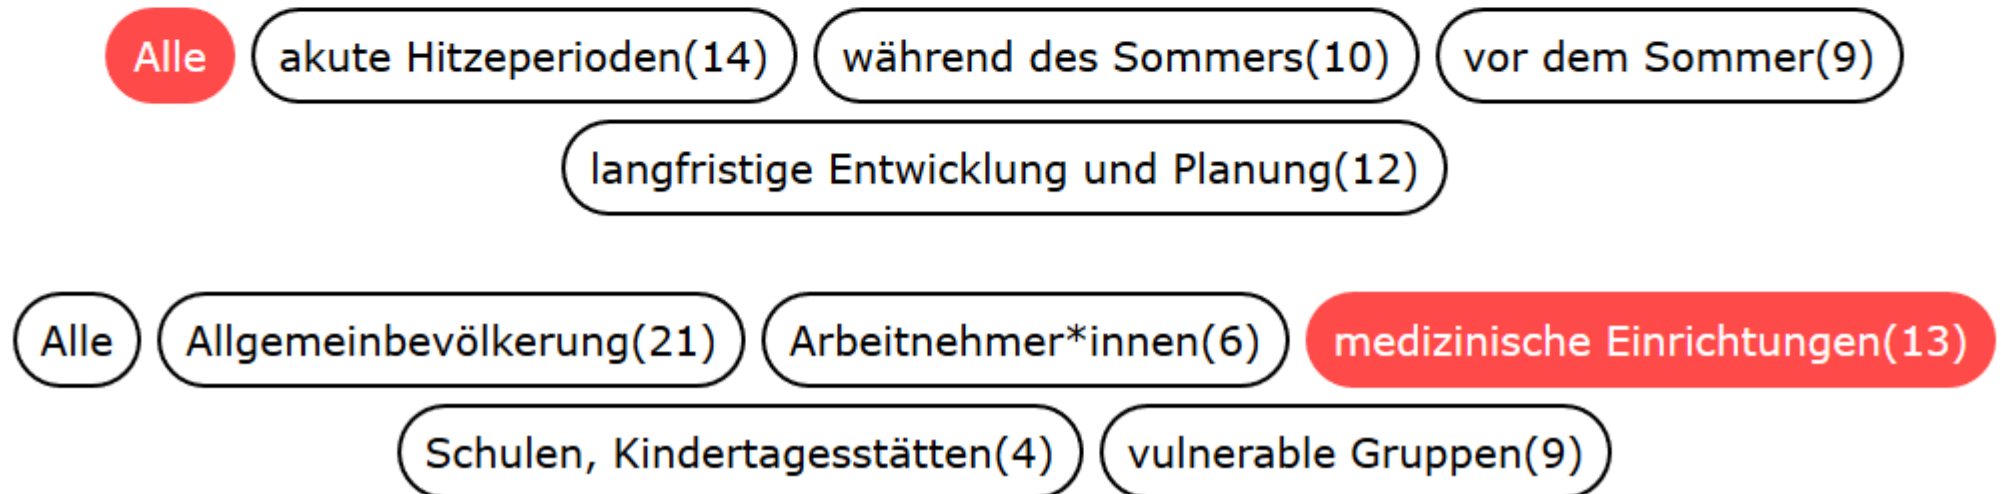 Alle akute Hitzeperioden(14) während des Sommers(10) vor dem Sommer(9)
langfristige Entwicklung und Planung(12)
Alle Allgemeinbevölkerung(21) Arbeitnehmer*innen(6) medizinische Einrichtungen(13)
Schulen, Kindertagesstätten(4) vulnerable Gruppen(9)